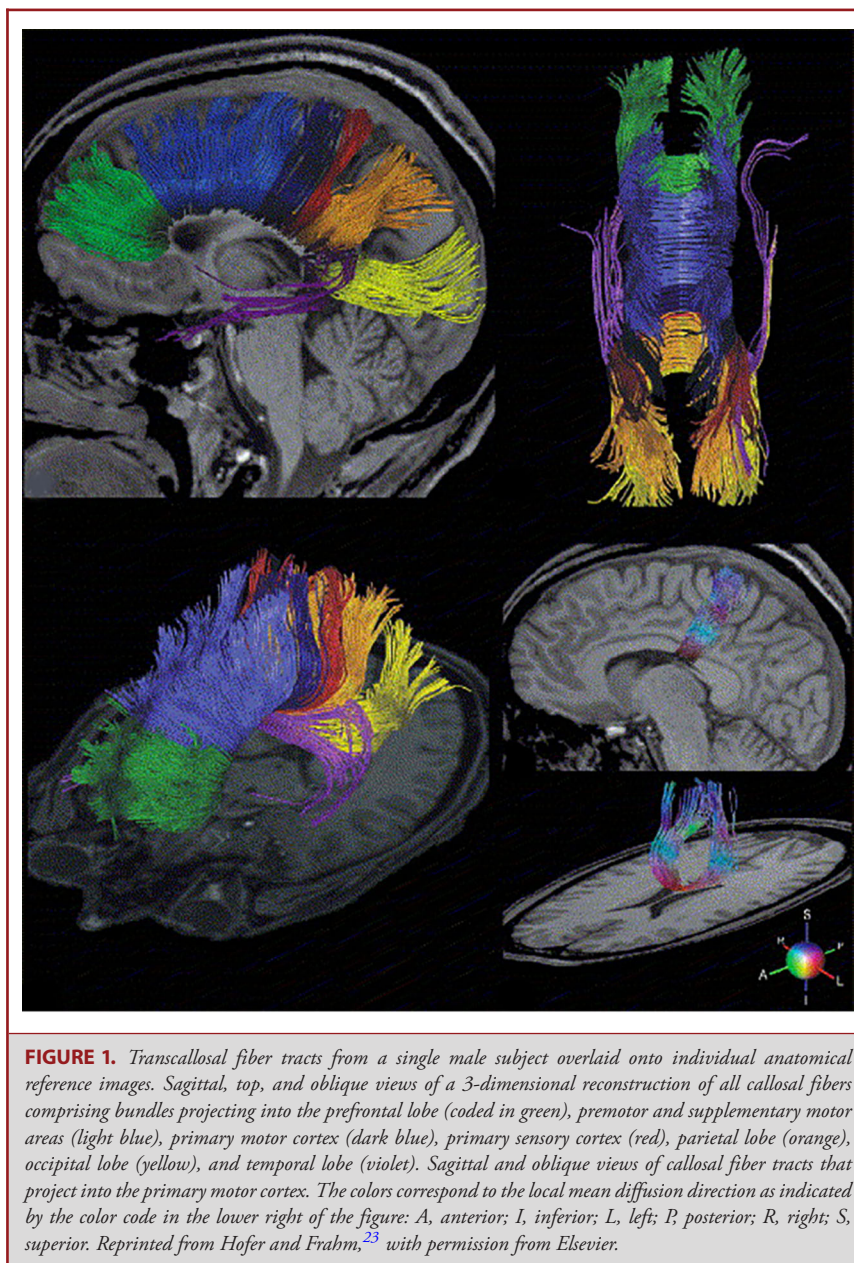 S
R
P
A
L
I
FIGURE 1. Transcallosal fiber tracts from a single male subject overlaid onto individual anatomical
reference images. Sagittal, top, and oblique views of a 3-dimensional reconstruction of all callosal fibers
comprising bundles projecting into the prefrontal lobe (coded in green), premotor and supplementary motor
areas (light blue), primary motor cortex (dark blue), primary sensory cortex (red), parietal lobe (orange),
occipital lobe (yellow), and temporal lobe (violet). Sagittal and oblique views of callosal fiber tracts that
project into the primary motor cortex. The colors correspond to the local mean diffusion direction as indicated
by the color code in the lower right of the figure: A, anterior; I, inferior; L, left; P, posterior; R, right; S,
superior. Reprinted from Hofer and Frahm,23 with permission from Elsevier.